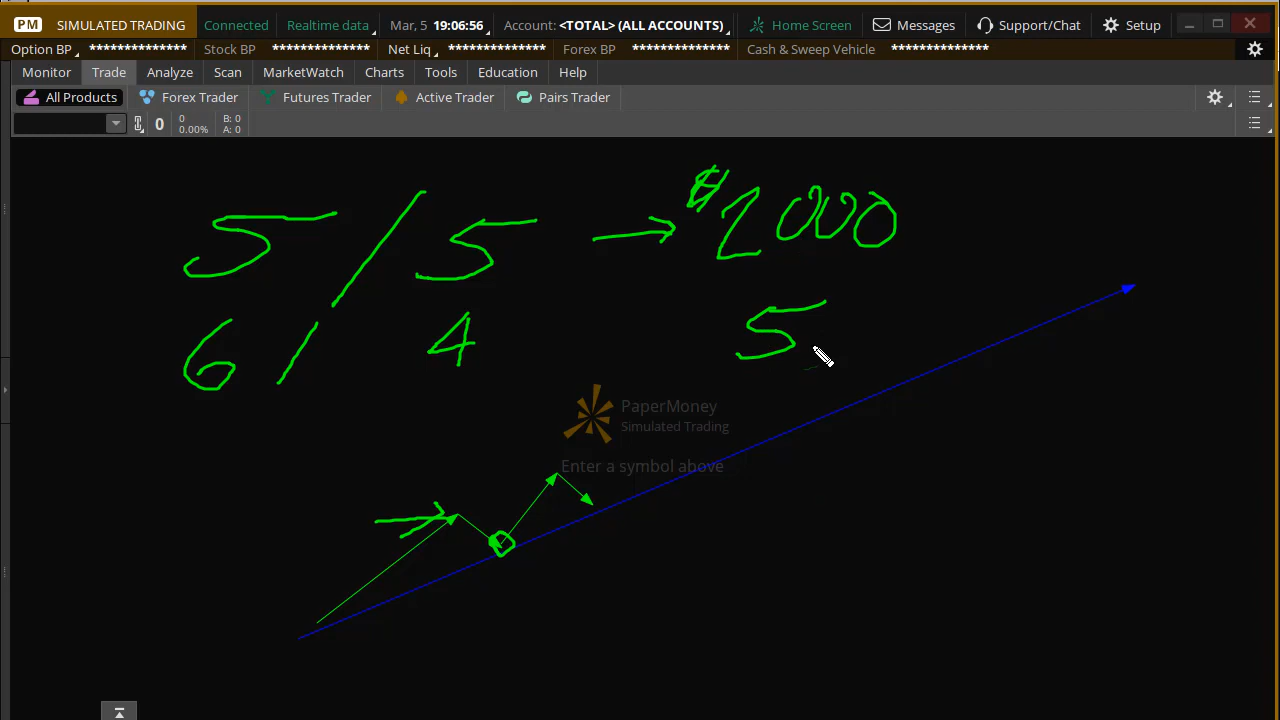 PM SIMULATED TRADING Connected Realtime data Mar, 5 19:06:56 Account: <TOTAL> (ALL ACCOUNTS) Home Screen Messages Support/Chat Setup
Option BP ************** Stock BP ************** Net Liq ************** Forex BP ************** Cash & Sweep Vehicle **************
Monitor Trade Analyze Scan MarketWatch Charts Tools Education Help
All Products Forex Trader Futures Trader Active Trader Pairs Trader
0 0 B: 0
0.00% A: 0
5 / 5 → $1000
6 / 4 5
PaperMoney
Simulated Trading
Enter a symbol above